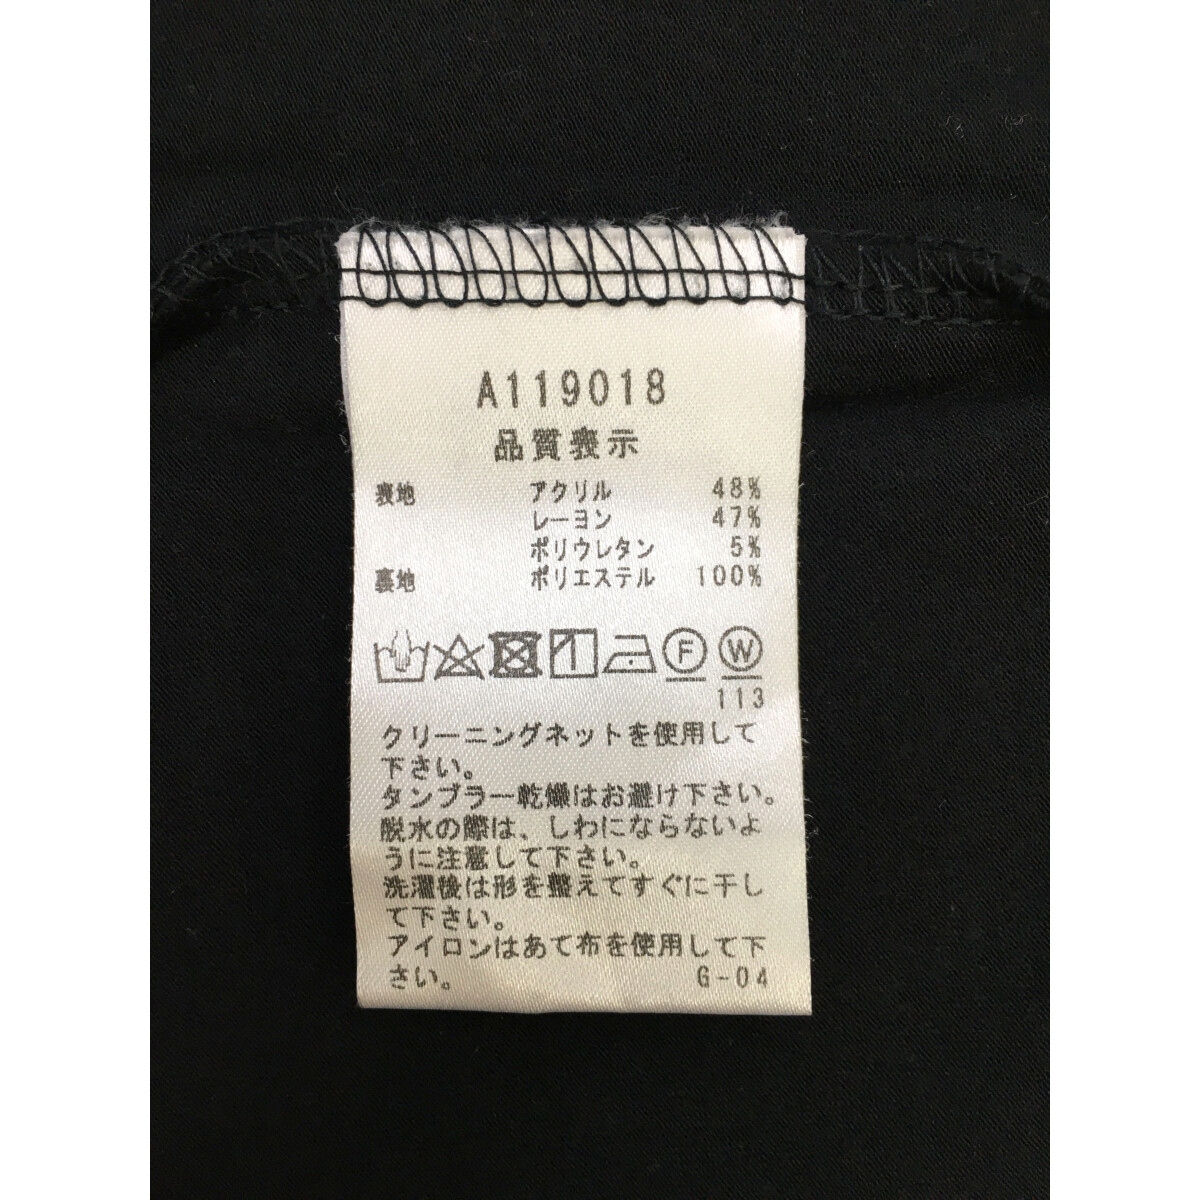 A119018
品質表示
表地 アクリル 48%
レーヨン 47%
ポリウレタン 5%
裏地 ポリエステル 100%
F W
113
クリーニングネットを使用して
下さい。
タンブラー乾燥はお避け下さい。
脱水の際は、しわにならないよ
うに注意して下さい。
洗濯後は形を整えてすぐに干し
て下さい。
アイロンはあて布を使用して下
さい。 G-04